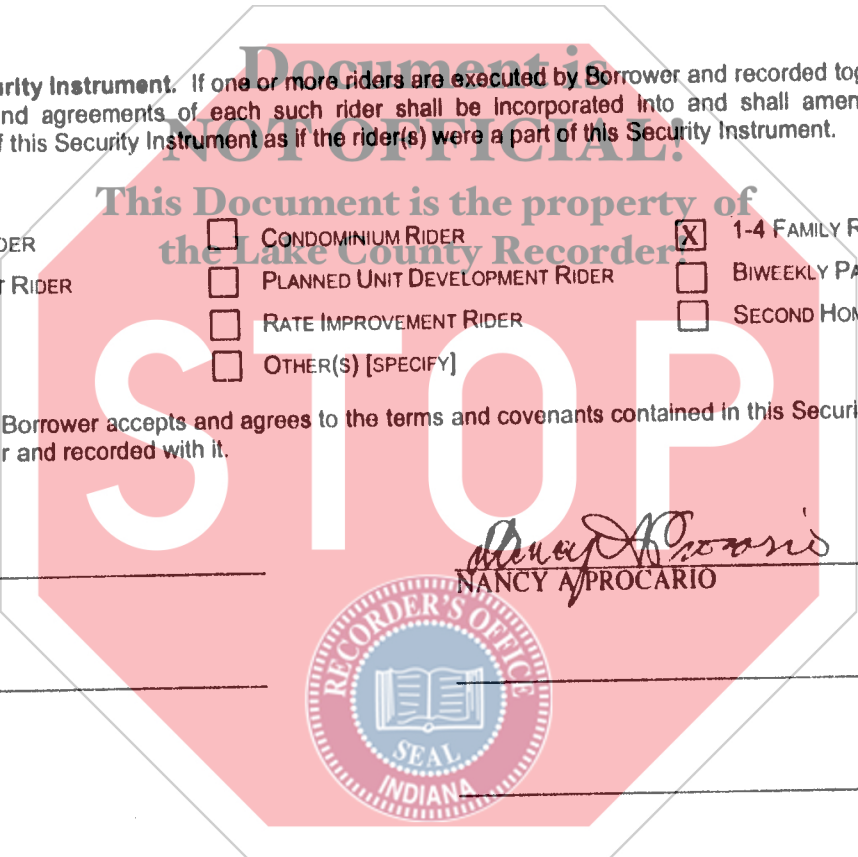 Document is
NOT OFFICIAL!
This Document is the property of
the Lake County Recorder!
STOP
urity Instrument. If one or more riders are executed by Borrower and recorded tog
nd agreements of each such rider shall be incorporated into and shall amen
f this Security Instrument as if the rider(s) were a part of this Security Instrument.
DER
CONDOMINIUM RIDER
X 1-4 FAMILY R
T RIDER
PLANNED UNIT DEVELOPMENT RIDER
BIWEEKLY PA
RATE IMPROVEMENT RIDER
SECOND HOM
OTHER(S) [SPECIFY]
Borrower accepts and agrees to the terms and covenants contained in this Securi
r and recorded with it.
Nancy A Procario
NANCY A PROCARIO
RECORDER'S OFFICE
SEAL
INDIANA